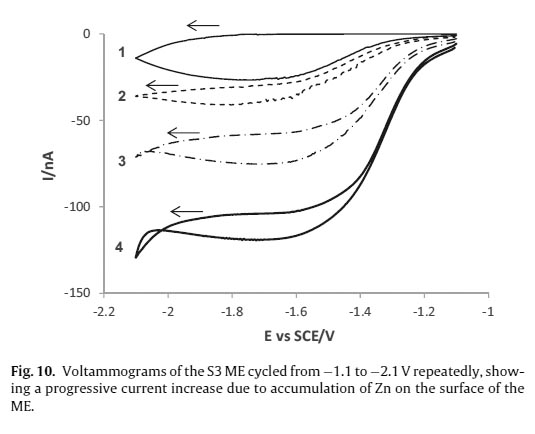 0
-50
-100
-150
I/nA
1
2
3
4
-2.2 -2 -1.8 -1.6 -1.4 -1.2 -1
E vs SCE/V
Fig. 10. Voltammograms of the S3 ME cycled from −1.1 to −2.1 V repeatedly, show-
ing a progressive current increase due to accumulation of Zn on the surface of the
ME.